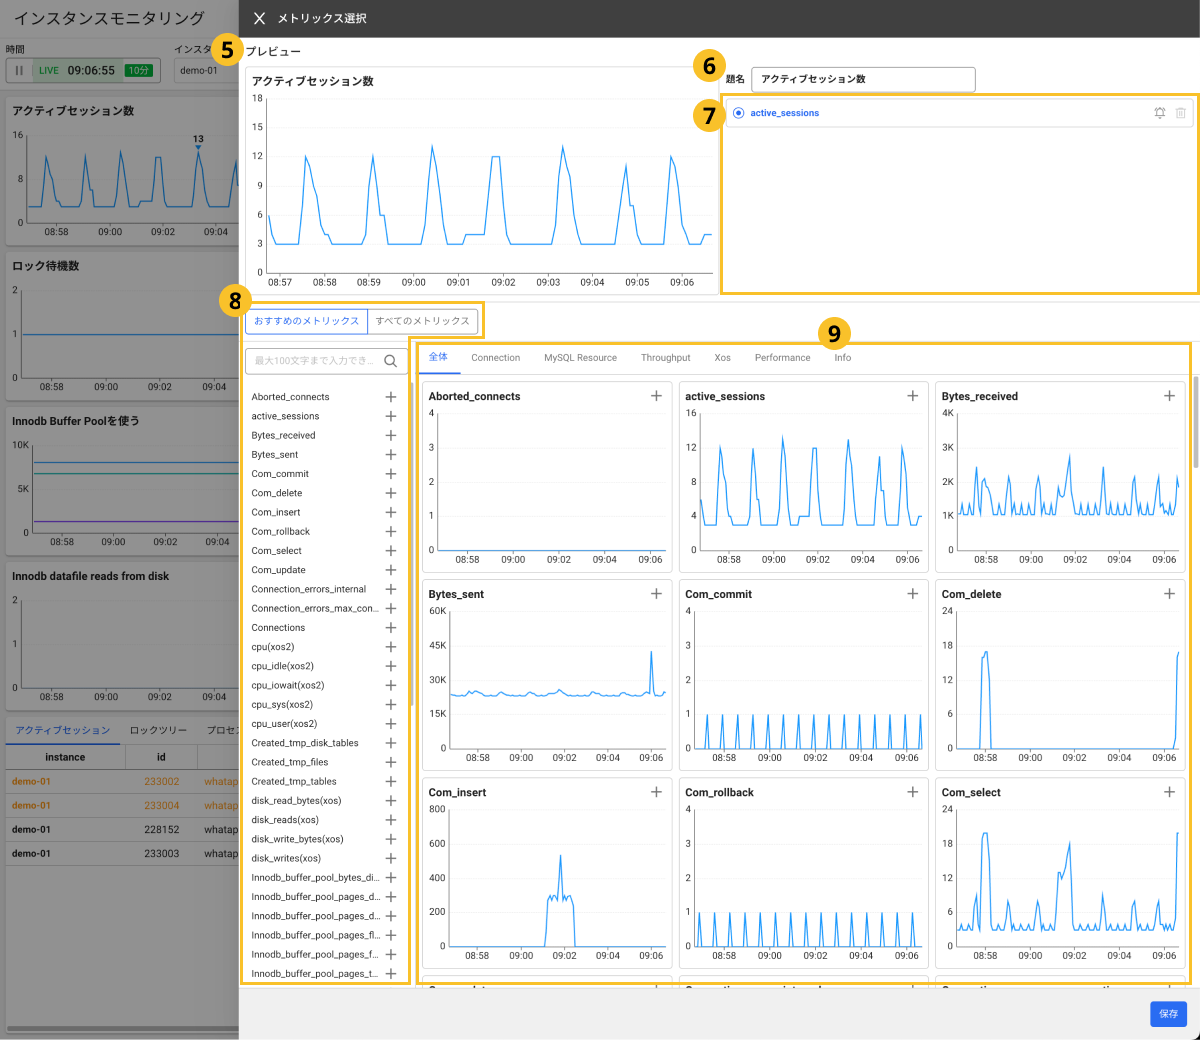 インスタンスモニタリング
時間
インスタ
LIVE 09:06:55 10分
demo-01
アクティブセッション数
16
8
0
13
08:58 09:00 09:02 09:04
ロック待機数
2
1
0
08:58 09:00 09:02 09:04
Innodb Buffer Poolを使う
10K
5K
0
08:58 09:00 09:02 09:04
Innodb datafile reads from disk
2
1
0
08:58 09:00 09:02 09:04
アクティブセッション ロックツリー プロセ
instance id
demo-01 233002 whatap
demo-01 233004 whatap
demo-01 228152 whatap
demo-01 233003 whatap
メトリックス選択
5 プレビュー
アクティブセッション数
18
15
12
9
6
3
0
08:57 08:58 08:59 09:00 09:01 09:02 09:03 09:04 09:05 09:06
6 題名 アクティブセッション数
7 active_sessions
8
おすすめのメトリックス すべてのメトリックス
最大100文字まで入力でき...
Aborted_connects
active_sessions
Bytes_received
Bytes_sent
Com_commit
Com_delete
Com_insert
Com_rollback
Com_select
Com_update
Connection_errors_internal
Connection_errors_max_con...
Connections
cpu(xos2)
cpu_idle(xos2)
cpu_iowait(xos2)
cpu_sys(xos2)
cpu_user(xos2)
Created_tmp_disk_tables
Created_tmp_files
Created_tmp_tables
disk_read_bytes(xos)
disk_reads(xos)
disk_write_bytes(xos)
disk_writes(xos)
Innodb_buffer_pool_bytes_di...
Innodb_buffer_pool_pages_d...
Innodb_buffer_pool_pages_d...
Innodb_buffer_pool_pages_fl...
Innodb_buffer_pool_pages_f...
Innodb_buffer_pool_pages_t...
9
全体 Connection MySQL Resource Throughput Xos Performance Info
Aborted_connects
4
3
2
1
0
08:58 09:00 09:02 09:04 09:06
active_sessions
16
12
8
4
0
08:58 09:00 09:02 09:04 09:06
Bytes_received
4K
3K
2K
1K
0
08:58 09:00 09:02 09:04 09:06
Bytes_sent
60K
45K
30K
15K
0
08:58 09:00 09:02 09:04 09:06
Com_commit
4
3
2
1
0
08:58 09:00 09:02 09:04 09:06
Com_delete
24
18
12
6
0
08:58 09:00 09:02 09:04 09:06
Com_insert
800
600
400
200
0
08:58 09:00 09:02 09:04 09:06
Com_rollback
4
3
2
1
0
08:58 09:00 09:02 09:04 09:06
Com_select
24
18
12
6
0
08:58 09:00 09:02 09:04 09:06
保存